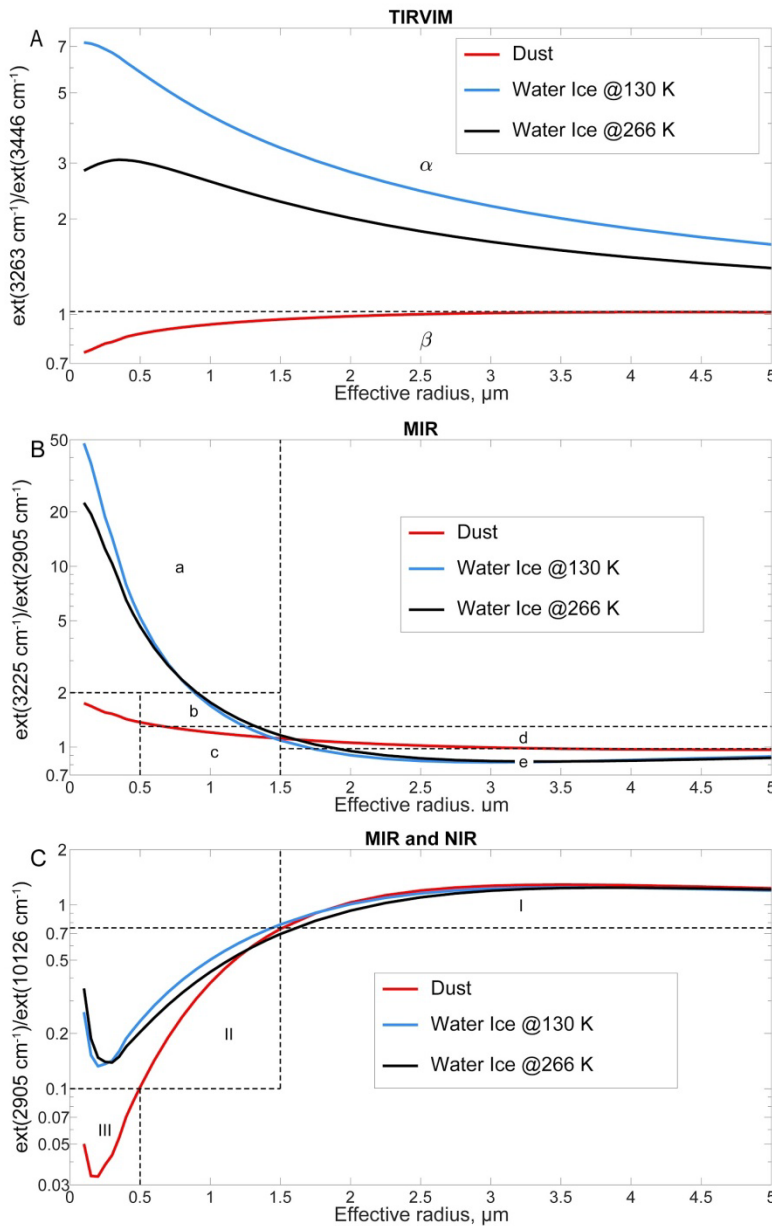 TIRVIM
A
7
5
3
2
1
0.7
ext(3263 cm⁻¹)/ext(3446 cm⁻¹)
Dust
Water Ice @130 K
Water Ice @266 K
α
β
0 0.5 1 1.5 2 2.5 3 3.5 4 4.5 5
Effective radius, µm
MIR
B
50
20
10
5
2
1
0.7
ext(3225 cm⁻¹)/ext(2905 cm⁻¹)
Dust
Water Ice @130 K
Water Ice @266 K
a
b
c
d
e
0 0.5 1 1.5 2 2.5 3 3.5 4 4.5 5
Effective radius. µm
MIR and NIR
C
2
1
0.7
0.5
0.2
0.1
0.07
0.05
0.03
ext(2905 cm⁻¹)/ext(10126 cm⁻¹)
I
Dust
Water Ice @130 K
Water Ice @266 K
II
III
0 0.5 1 1.5 2 2.5 3 3.5 4 4.5 5
Effective radius, µm